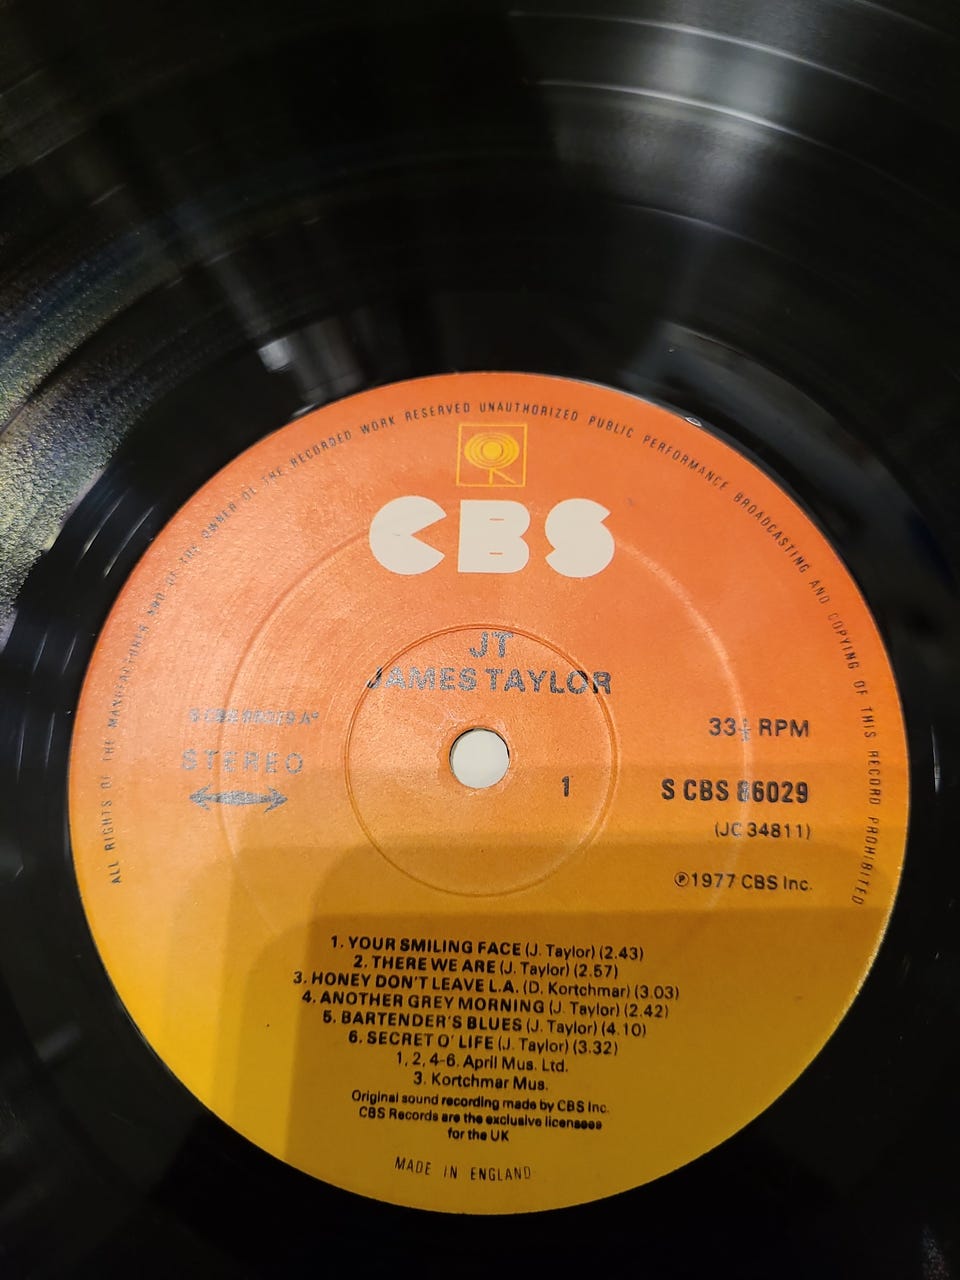 ALL RIGHTS OF THE MANUFACTURER AND OF THE OWNER OF THE RECORDED WORK RESERVED UNAUTHORIZED PUBLIC PERFORMANCE BROADCASTING AND COPYING OF THIS RECORD PROHIBITED
CBS
JT
JAMES TAYLOR
STEREO
33⅓ RPM
1
S CBS 86029
(JC 34811)
℗1977 CBS Inc.
1. YOUR SMILING FACE (J. Taylor) (2.43)
2. THERE WE ARE (J. Taylor) (2.57)
3. HONEY DON'T LEAVE L.A. (D. Kortchmar) (3.03)
4. ANOTHER GREY MORNING (J. Taylor) (2.42)
5. BARTENDER'S BLUES (J. Taylor) (4.10)
6. SECRET O' LIFE (J. Taylor) (3.32)
1, 2, 4-6. April Mus. Ltd.
3. Kortchmar Mus.
Original sound recording made by CBS Inc.
CBS Records are the exclusive licensees
for the UK
MADE IN ENGLAND